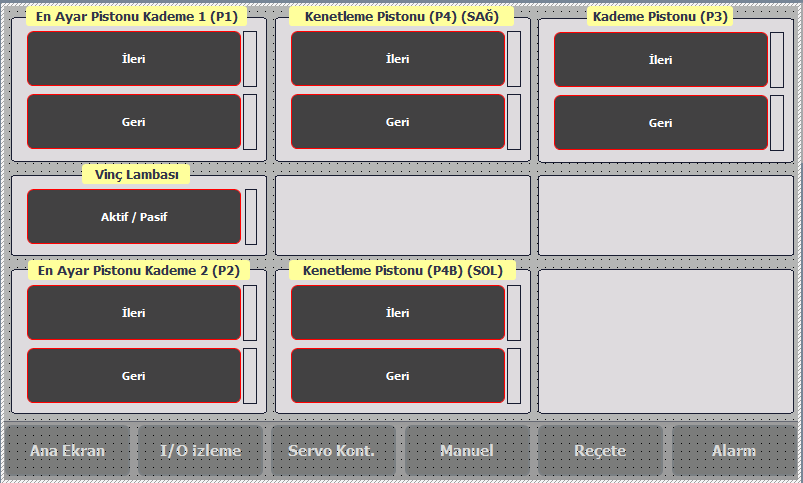 En Ayar Pistonu Kademe 1 (P1)
İleri
Geri
Kenetleme Pistonu (P4) (SAĞ)
İleri
Geri
Kademe Pistonu (P3)
İleri
Geri
Vinç Lambası
Aktif / Pasif
En Ayar Pistonu Kademe 2 (P2)
İleri
Geri
Kenetleme Pistonu (P4B) (SOL)
İleri
Geri
Ana Ekran
I/O izleme
Servo Kont.
Manuel
Reçete
Alarm